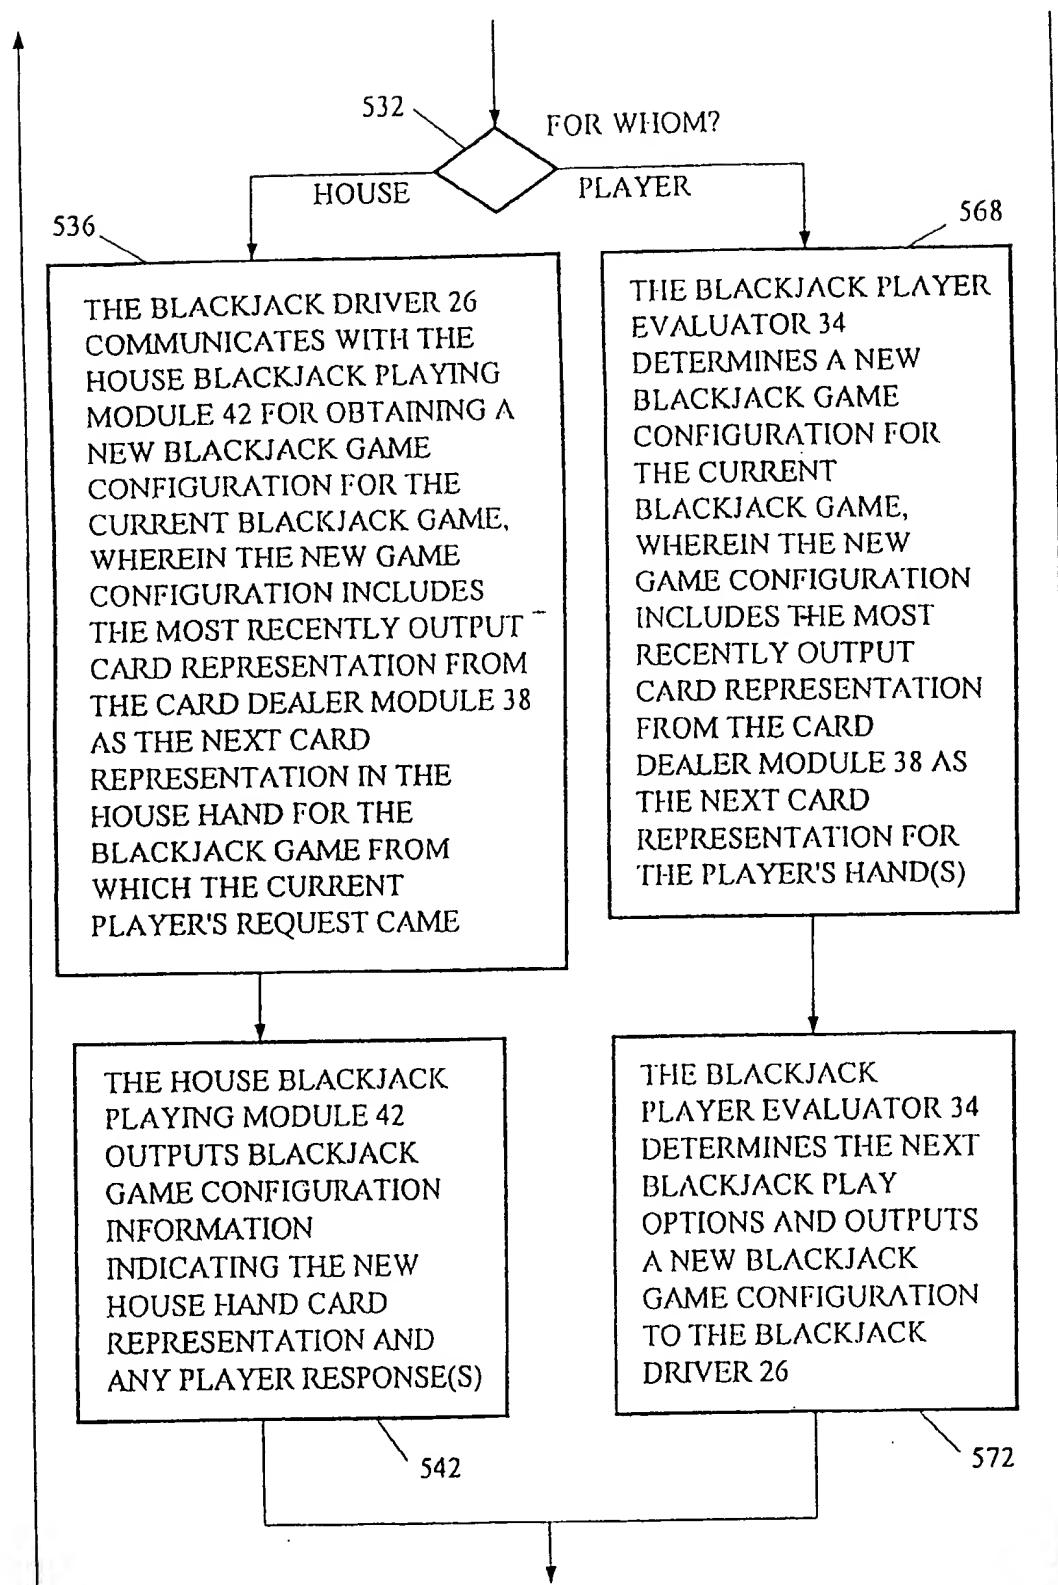 532
FOR WHOM?
HOUSE
PLAYER
536
THE BLACKJACK DRIVER 26
COMMUNICATES WITH THE
HOUSE BLACKJACK PLAYING
MODULE 42 FOR OBTAINING A
NEW BLACKJACK GAME
CONFIGURATION FOR THE
CURRENT BLACKJACK GAME,
WHEREIN THE NEW GAME
CONFIGURATION INCLUDES
THE MOST RECENTLY OUTPUT
CARD REPRESENTATION FROM
THE CARD DEALER MODULE 38
AS THE NEXT CARD
REPRESENTATION IN THE
HOUSE HAND FOR THE
BLACKJACK GAME FROM
WHICH THE CURRENT
PLAYER'S REQUEST CAME
568
THE BLACKJACK PLAYER
EVALUATOR 34
DETERMINES A NEW
BLACKJACK GAME
CONFIGURATION FOR
THE CURRENT
BLACKJACK GAME,
WHEREIN THE NEW
GAME CONFIGURATION
INCLUDES THE MOST
RECENTLY OUTPUT
CARD REPRESENTATION
FROM THE CARD
DEALER MODULE 38 AS
THE NEXT CARD
REPRESENTATION FOR
THE PLAYER'S HAND(S)
THE HOUSE BLACKJACK
PLAYING MODULE 42
OUTPUTS BLACKJACK
GAME CONFIGURATION
INFORMATION
INDICATING THE NEW
HOUSE HAND CARD
REPRESENTATION AND
ANY PLAYER RESPONSE(S)
542
THE BLACKJACK
PLAYER EVALUATOR 34
DETERMINES THE NEXT
BLACKJACK PLAY
OPTIONS AND OUTPUTS
A NEW BLACKJACK
GAME CONFIGURATION
TO THE BLACKJACK
DRIVER 26
572